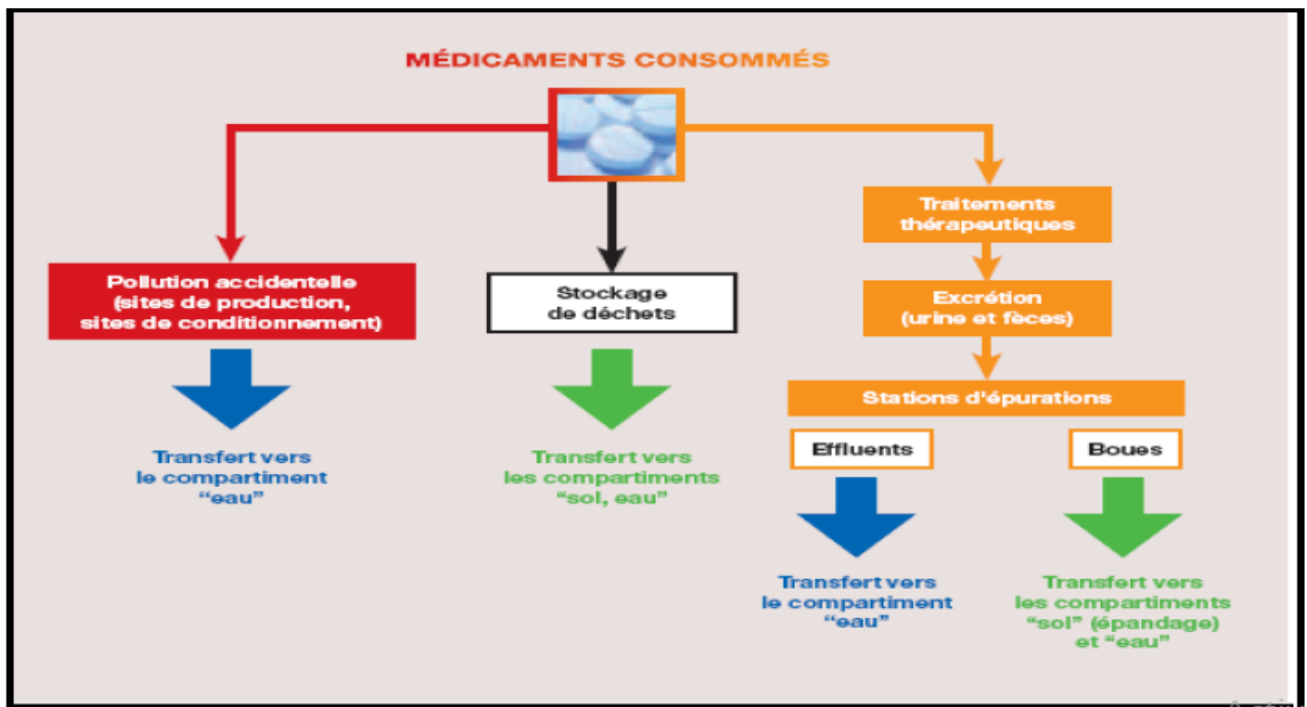 MÉDICAMENTS CONSOMMÉS
Pollution accidentelle
(sites de production,
sites de conditionnement)
Transfert vers
le compartiment
“eau”
Stockage
de déchets
Transfert vers
les compartiments
“sol, eau”
Traitements
thérapeutiques
Excrétion
(urine et fèces)
Stations d'épurations
Effluents
Transfert vers
le compartiment
“eau”
Boues
Transfert vers
les compartiments
“sol” (épandage)
et “eau”